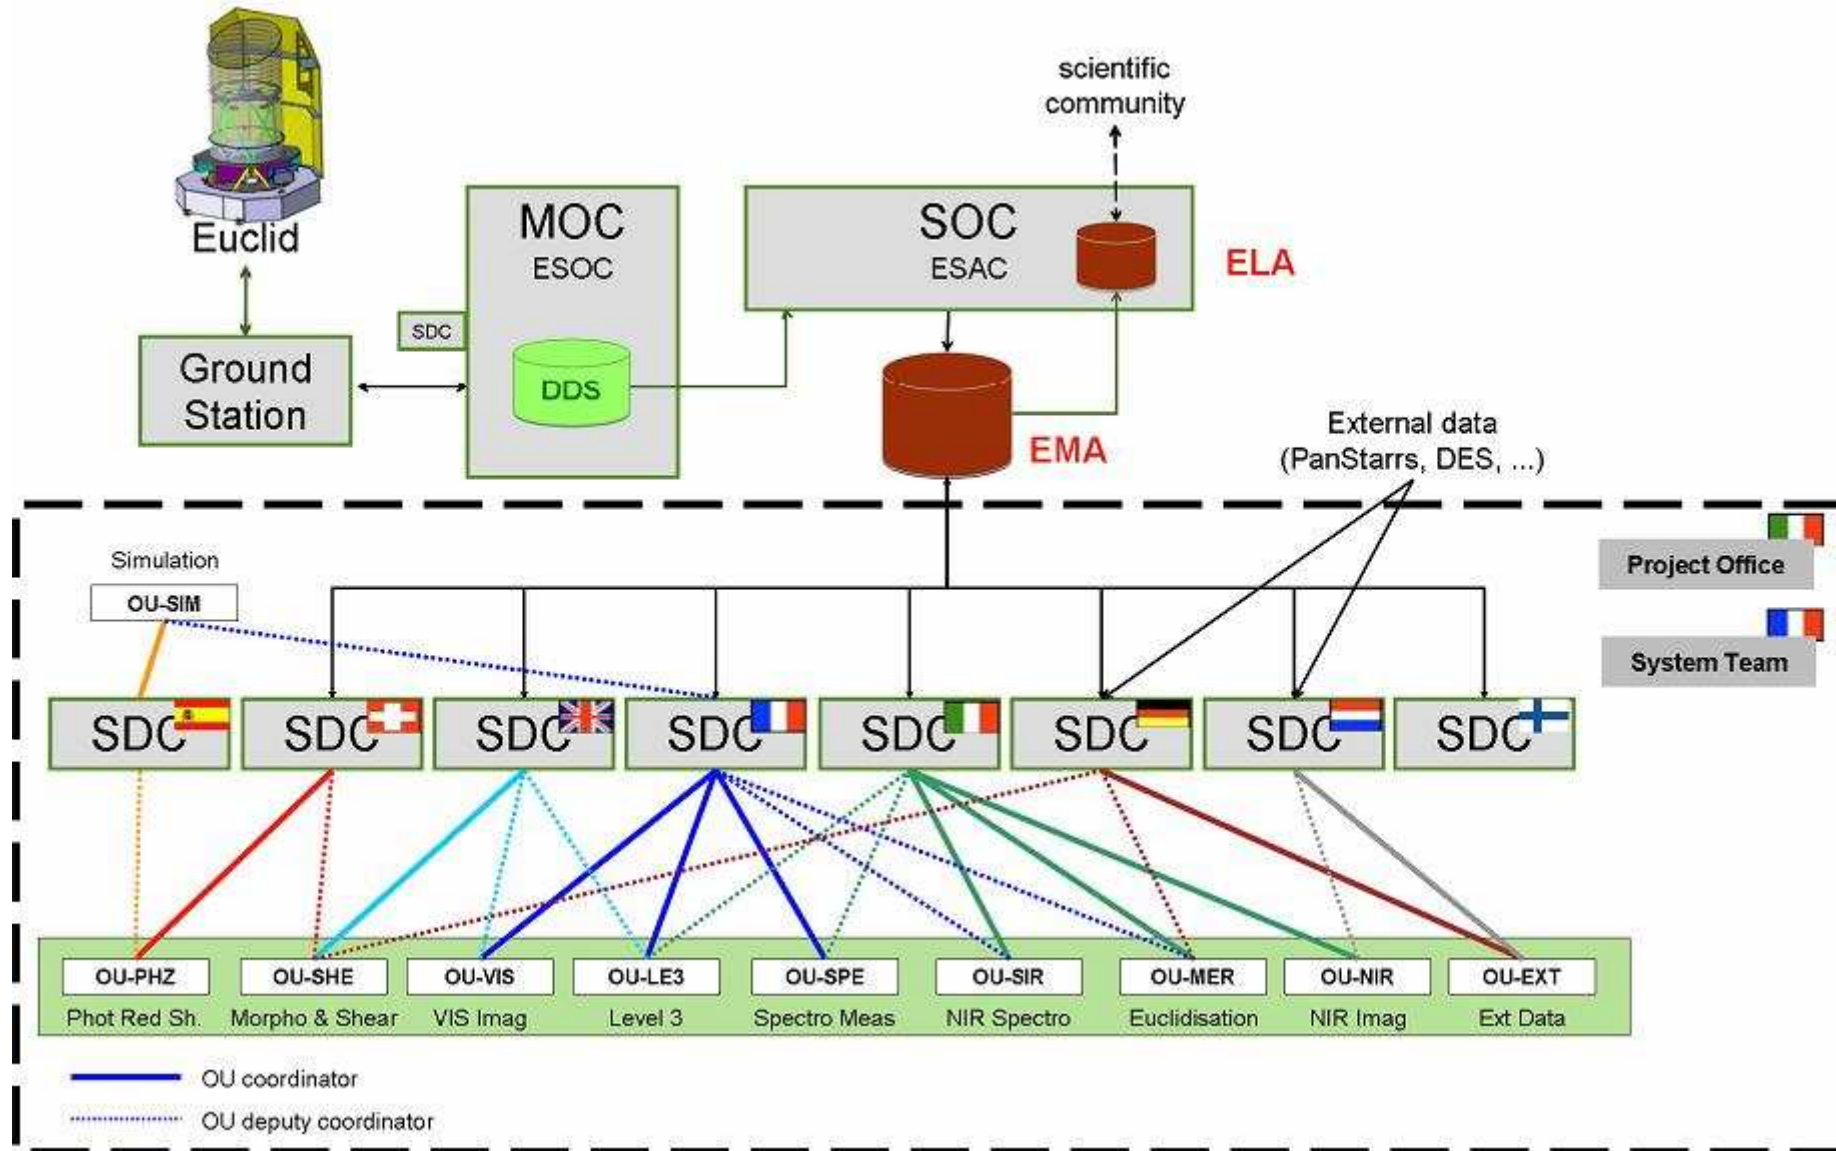 scientific
community
Euclid
MOC
ESOC
SOC
ESAC
ELA
SDC
Ground
Station
DDS
EMA
External data
(PanStarrs, DES, ...)
Simulation
OU-SIM
Project Office
System Team
SDC
SDC
SDC
SDC
SDC
SDC
SDC
SDC
OU-PHZ
OU-SHE
OU-VIS
OU-LE3
OU-SPE
OU-SIR
OU-MER
OU-NIR
OU-EXT
Phot Red Sh.
Morpho & Shear
VIS Imag
Level 3
Spectro Meas
NIR Spectro
Euclidisation
NIR Imag
Ext Data
OU coordinator
OU deputy coordinator